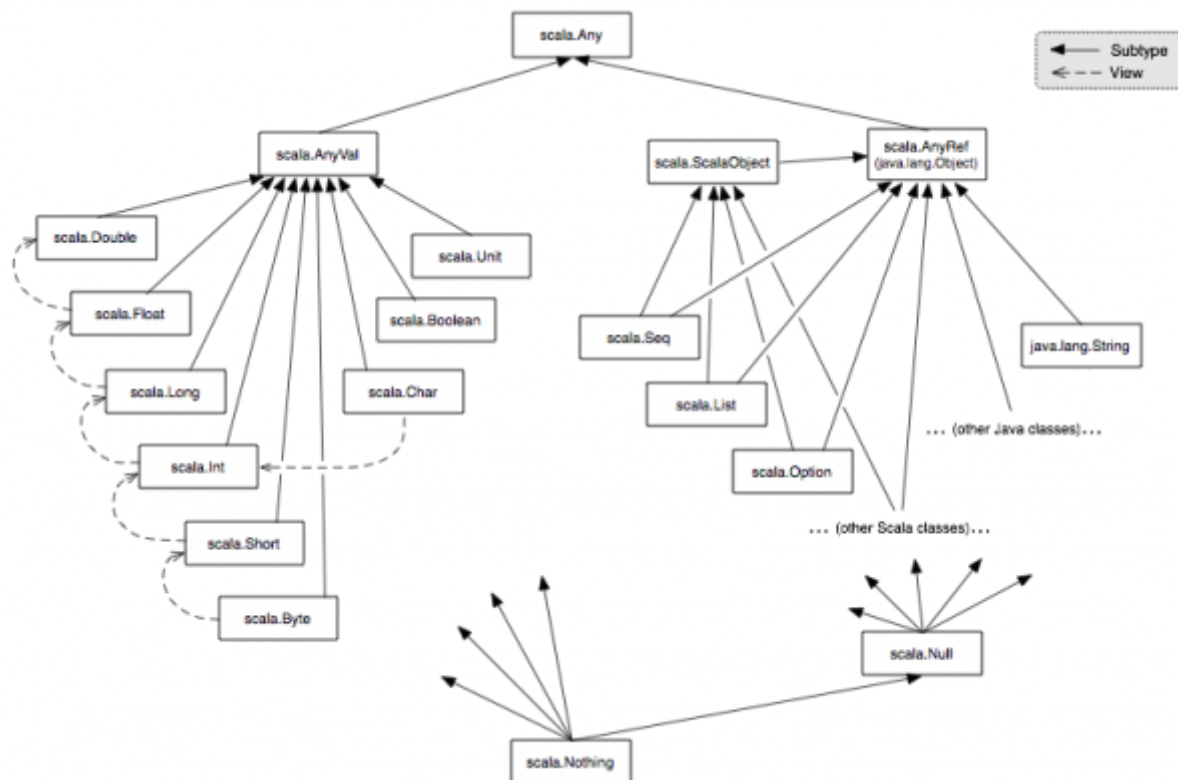 scala.Any
Subtype
View
scala.AnyVal
scala.ScalaObject
scala.AnyRef
(java.lang.Object)
scala.Double
scala.Unit
scala.Float
scala.Boolean
scala.Seq
java.lang.String
scala.Long
scala.Char
scala.List
... (other Java classes)...
scala.Int
scala.Option
... (other Scala classes)...
scala.Short
scala.Byte
scala.Null
scala.Nothing